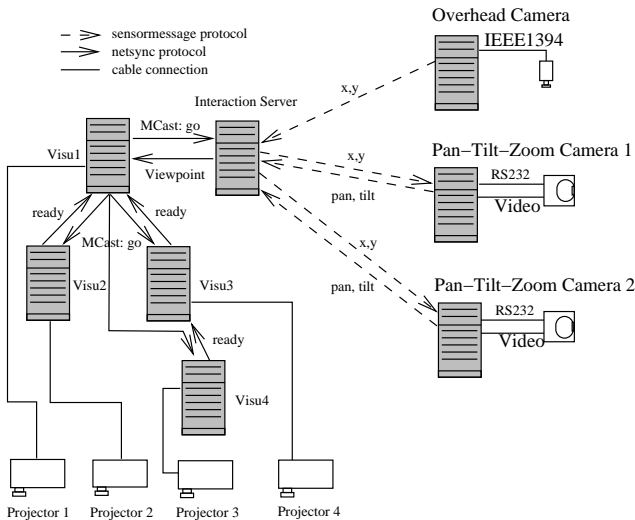 sensormessage protocol
netsync protocol
cable connection
Overhead Camera
IEEE1394
Interaction Server
x,y
MCast: go
Visu1
Viewpoint
x,y
pan, tilt
Pan–Tilt–Zoom Camera 1
RS232
Video
ready
ready
MCast: go
x,y
pan, tilt
Visu2
Visu3
Pan–Tilt–Zoom Camera 2
RS232
Video
ready
Visu4
Projector 1
Projector 2
Projector 3
Projector 4